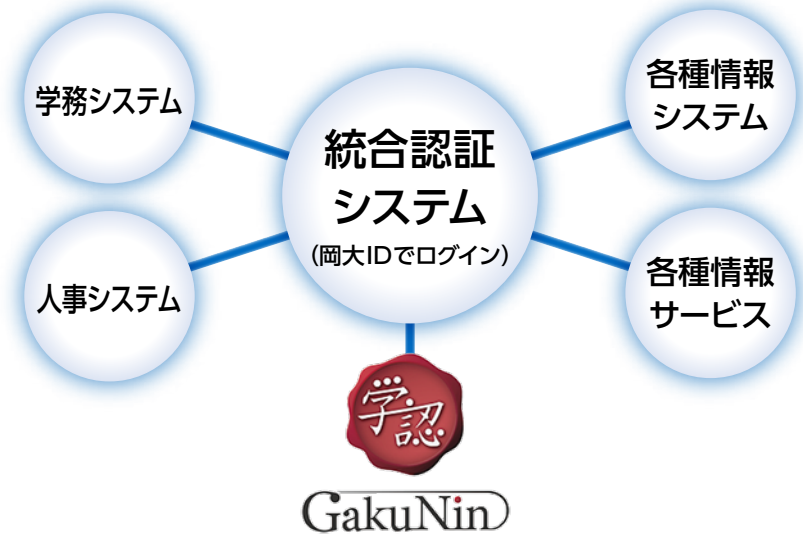 学務システム
人事システム
統合認証
システム
(岡大IDでログイン)
各種情報
システム
各種情報
サービス
学認
GakuNin